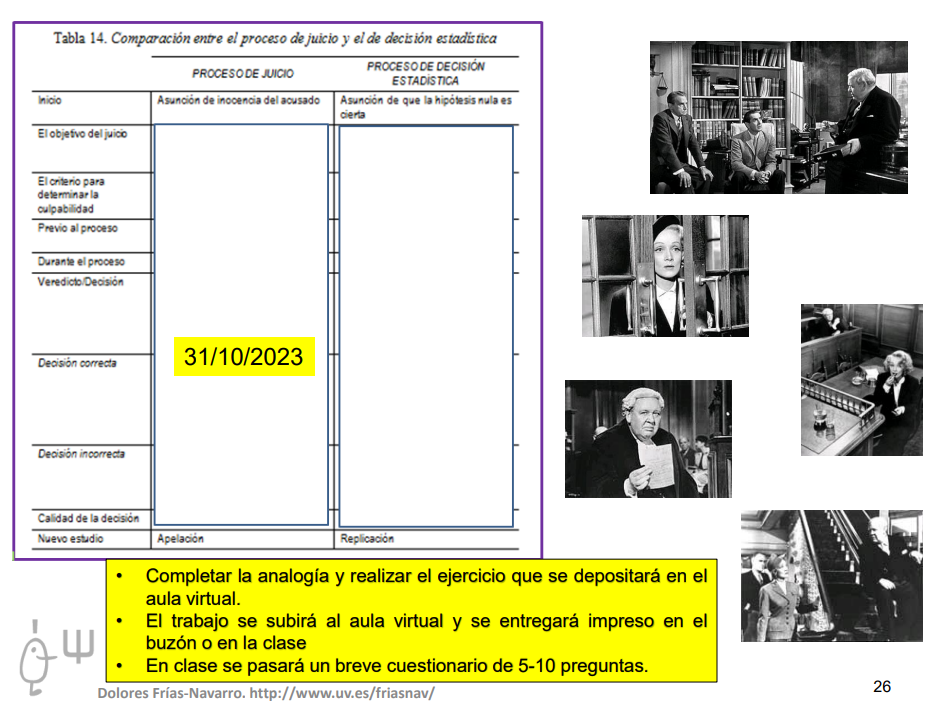 Tabla 14. Comparación entre el proceso de juicio y el de decisión estadística
PROCESO DE JUICIO
PROCESO DE DECISIÓN
ESTADÍSTICA
Inicio
Asunción de inocencia del acusado
Asunción de que la hipótesis nula es
cierta
El objetivo del juicio
El criterio para
determinar la
culpabilidad
Previo al proceso
Durante el proceso
Veredicto/Decisión
31/10/2023
Decisión correcta
Decisión incorrecta
Calidad de la decisión
Nuevo estudio
Apelación
Replicación
• Completar la analogía y realizar el ejercicio que se depositará en el
aula virtual.
• El trabajo se subirá al aula virtual y se entregará impreso en el
buzón o en la clase
• En clase se pasará un breve cuestionario de 5-10 preguntas.
Dolores Frías-Navarro. http://www.uv.es/friasnav/
26